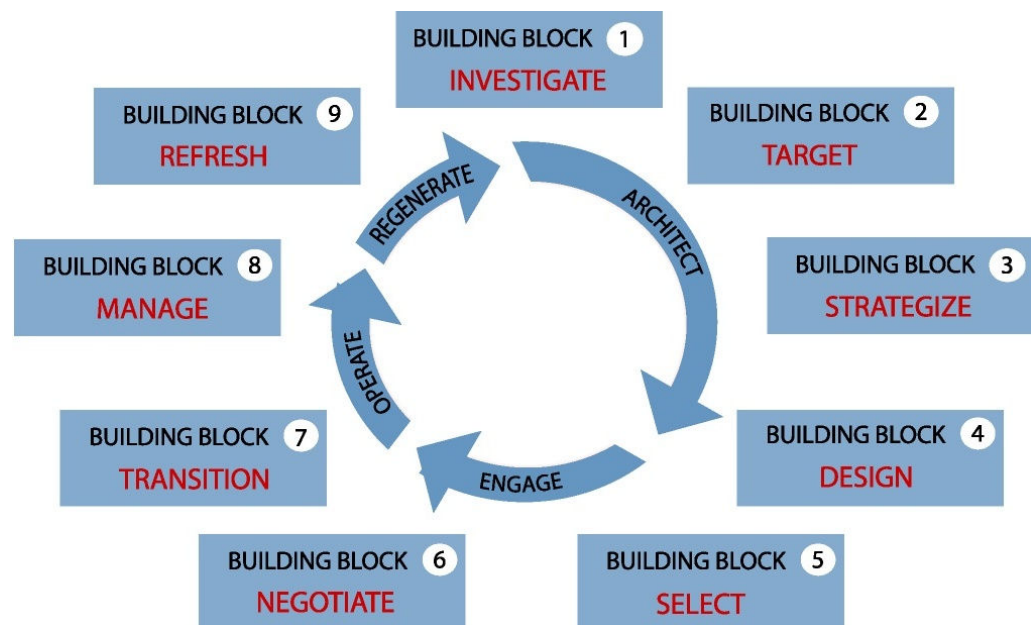 BUILDING BLOCK 1
INVESTIGATE
BUILDING BLOCK 2
TARGET
BUILDING BLOCK 3
STRATEGIZE
BUILDING BLOCK 4
DESIGN
BUILDING BLOCK 5
SELECT
BUILDING BLOCK 6
NEGOTIATE
BUILDING BLOCK 7
TRANSITION
BUILDING BLOCK 8
MANAGE
BUILDING BLOCK 9
REFRESH
ARCHITECT
ENGAGE
OPERATE
REGENERATE